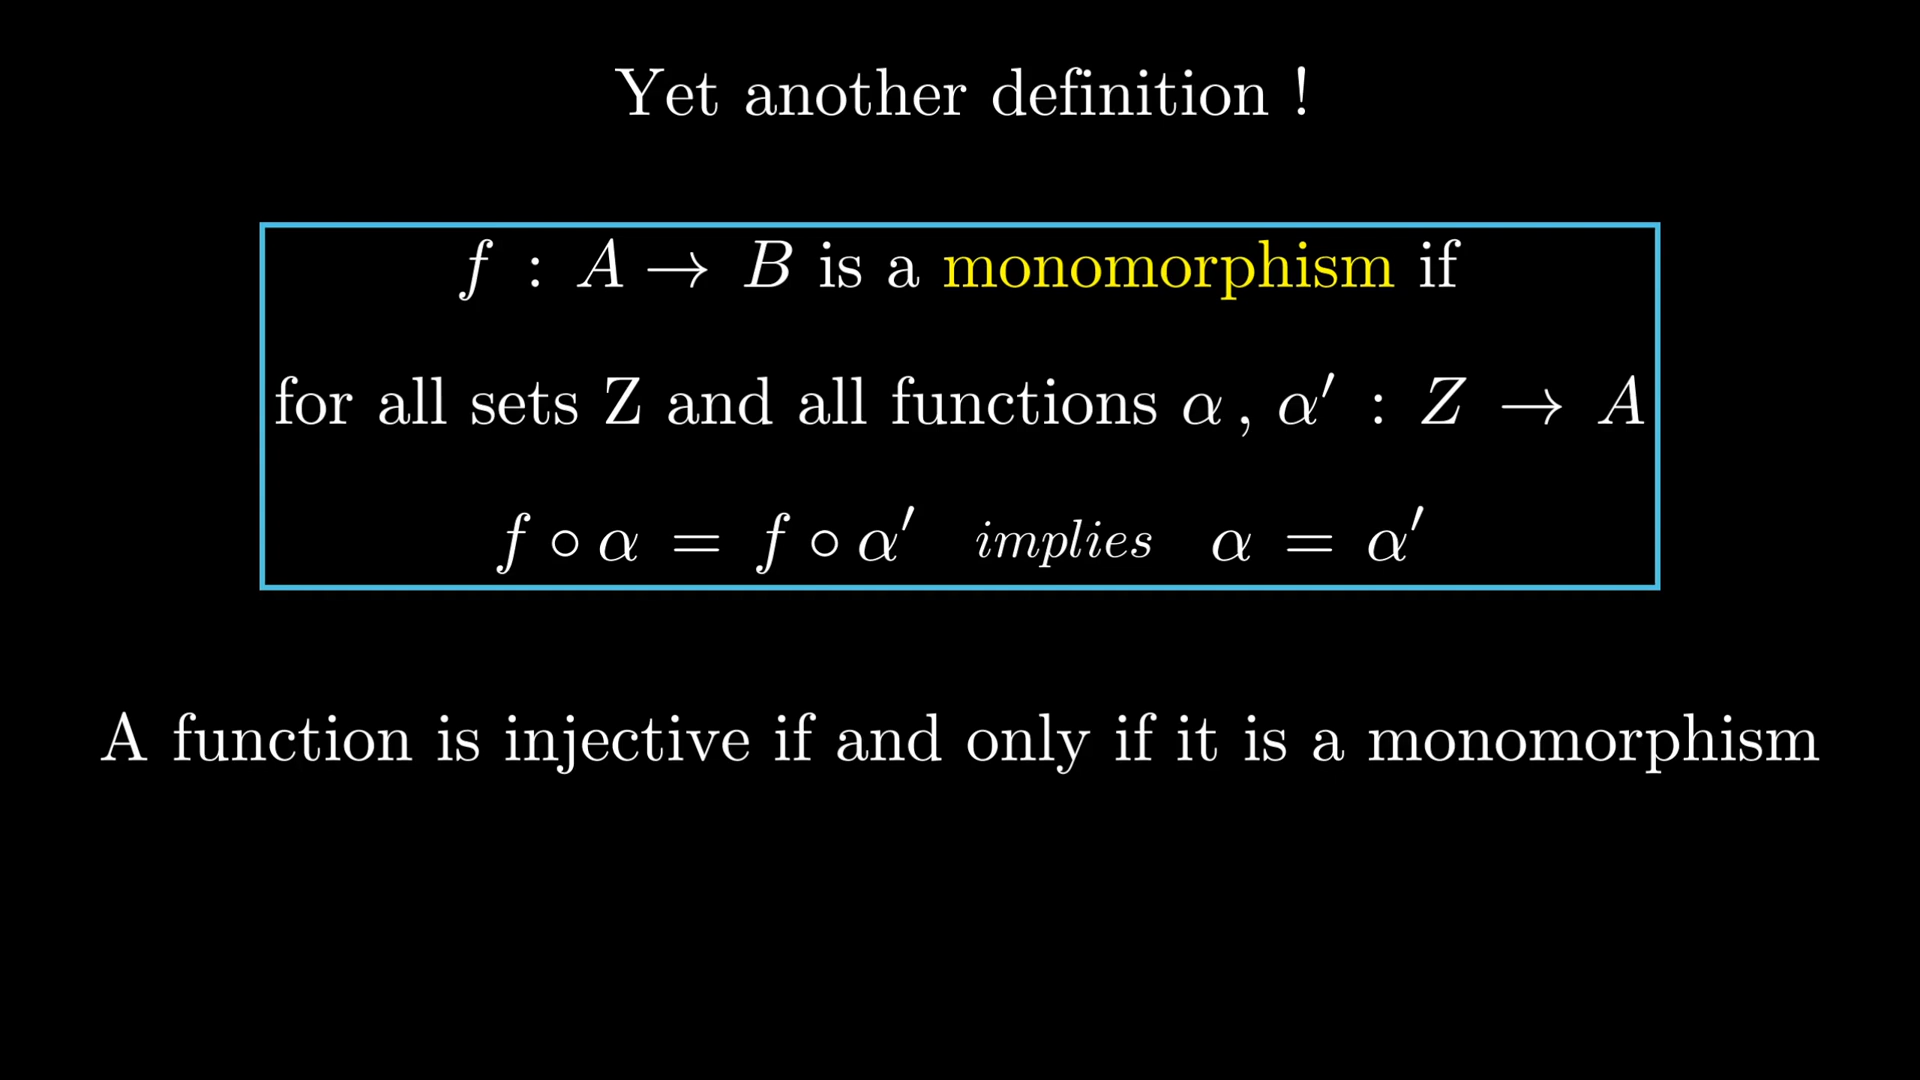 Yet another definition !
f : A → B is a monomorphism if
for all sets Z and all functions α , α′ : Z → A
f ∘ α = f ∘ α′ implies α = α′
A function is injective if and only if it is a monomorphism